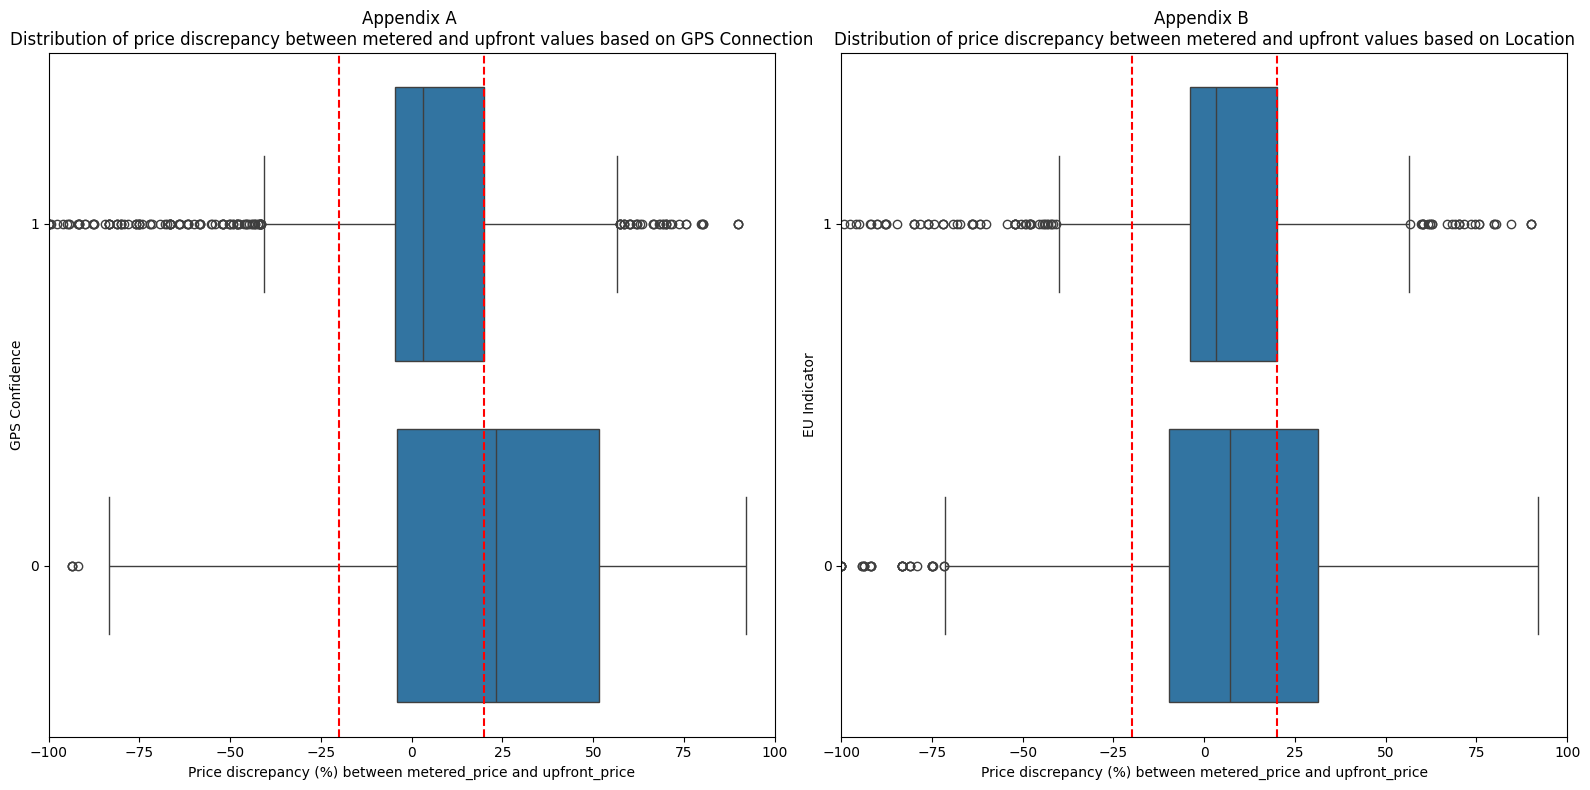 Appendix A
Distribution of price discrepancy between metered and upfront values based on GPS Connection
GPS Confidence
1
0
−100
−75
−50
−25
0
25
50
75
100
Price discrepancy (%) between metered_price and upfront_price
Appendix B
Distribution of price discrepancy between metered and upfront values based on Location
EU Indicator
1
0
−100
−75
−50
−25
0
25
50
75
100
Price discrepancy (%) between metered_price and upfront_price